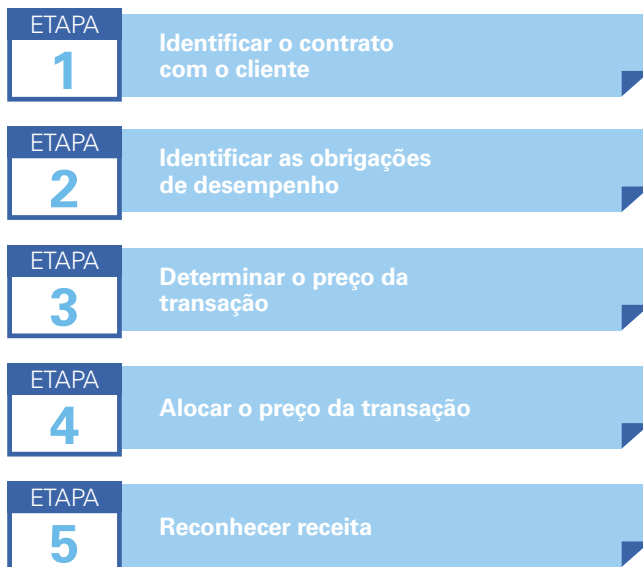 ETAPA
1
Identificar o contrato
com o cliente
ETAPA
2
Identificar as obrigações
de desempenho
ETAPA
3
Determinar o preço da
transação
ETAPA
4
Alocar o preço da transação
ETAPA
5
Reconhecer receita